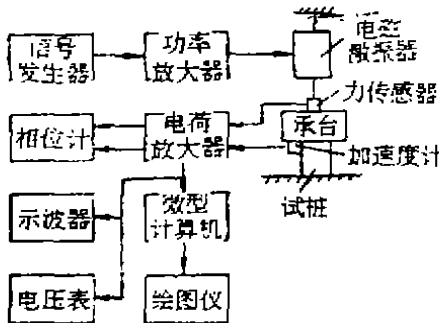 信号
发生器
功率
放大器
电磁
激振器
力传感器
承台
加速度计
试桩
相位计
电荷
放大器
示波器
微型
计算机
电压表
绘图仪